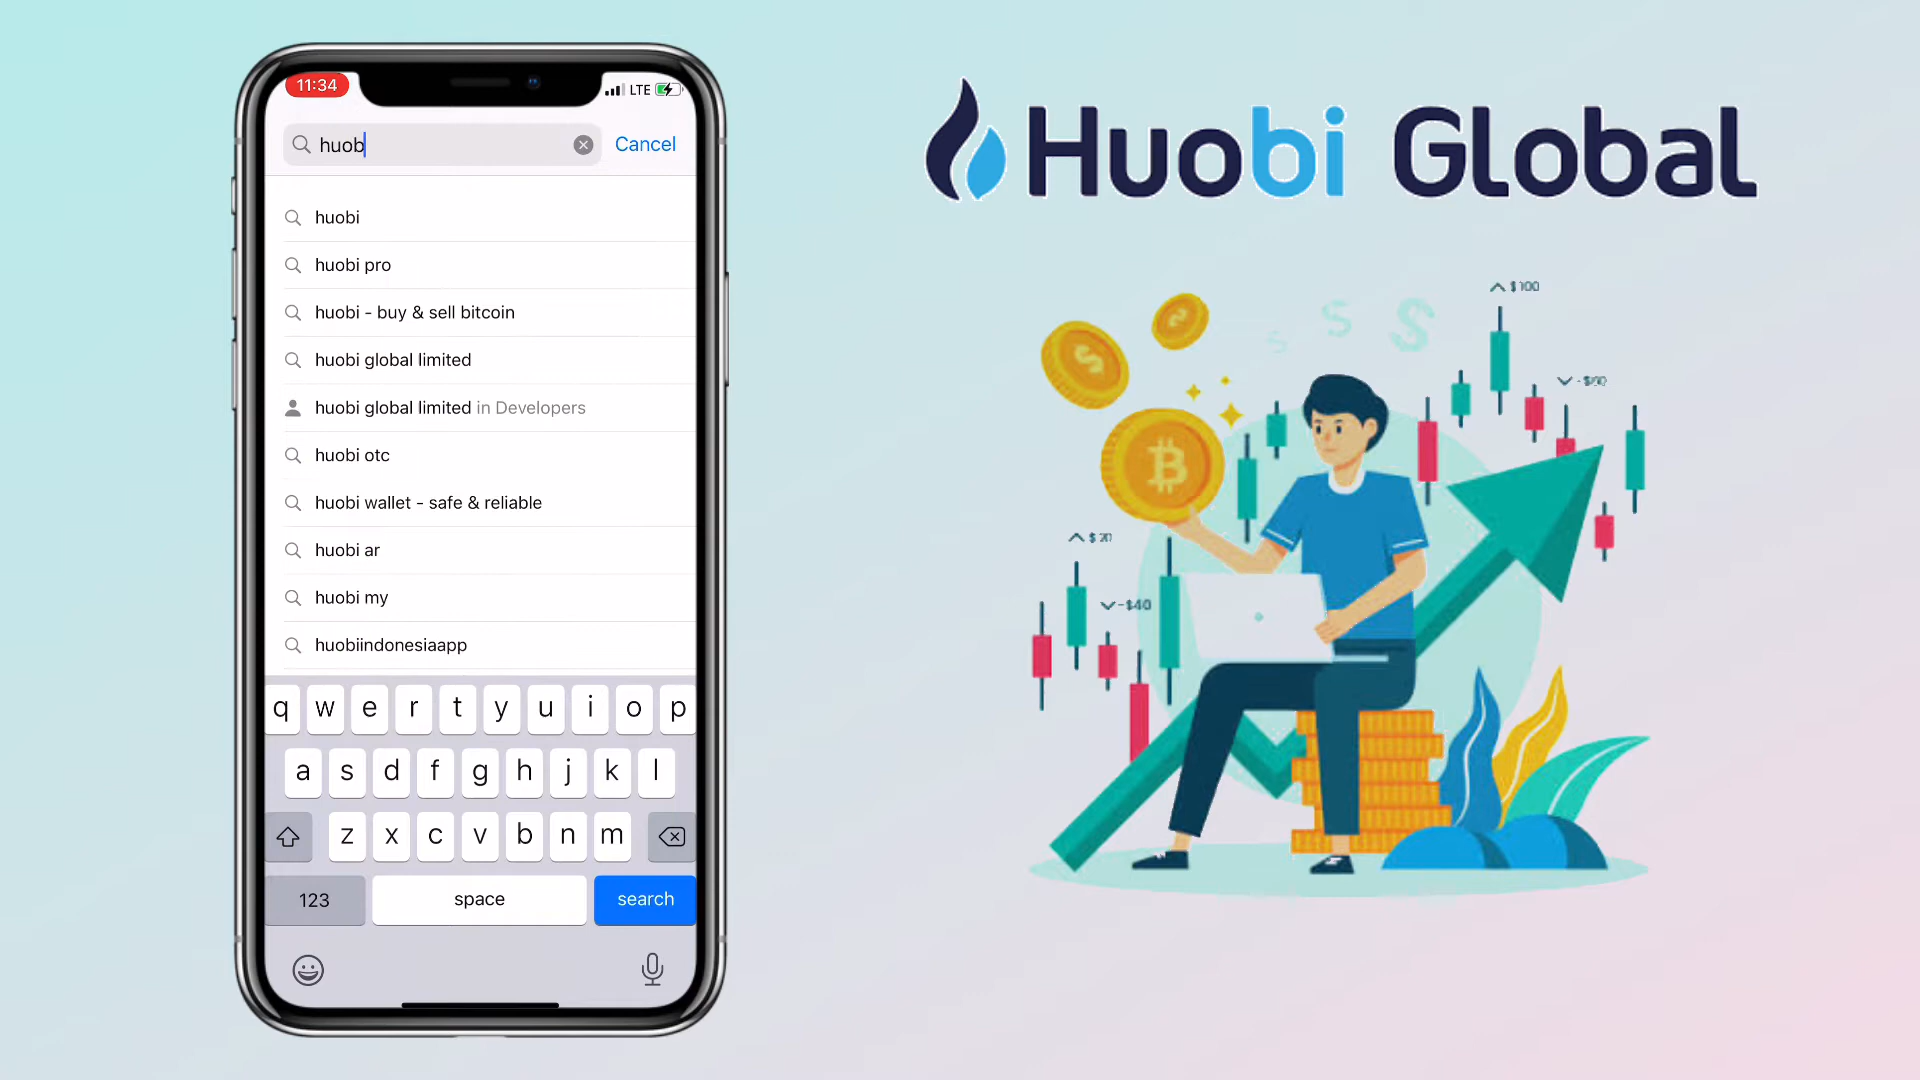 11:34
LTE
huob
Cancel
huobi
huobi pro
huobi - buy & sell bitcoin
huobi global limited
huobi global limited in Developers
huobi otc
huobi wallet - safe & reliable
huobi ar
huobi my
huobiindonesiaapp
q w e r t y u i o p
a s d f g h j k l
z x c v b n m
123
space
search
Huobi Global
$100
-$40